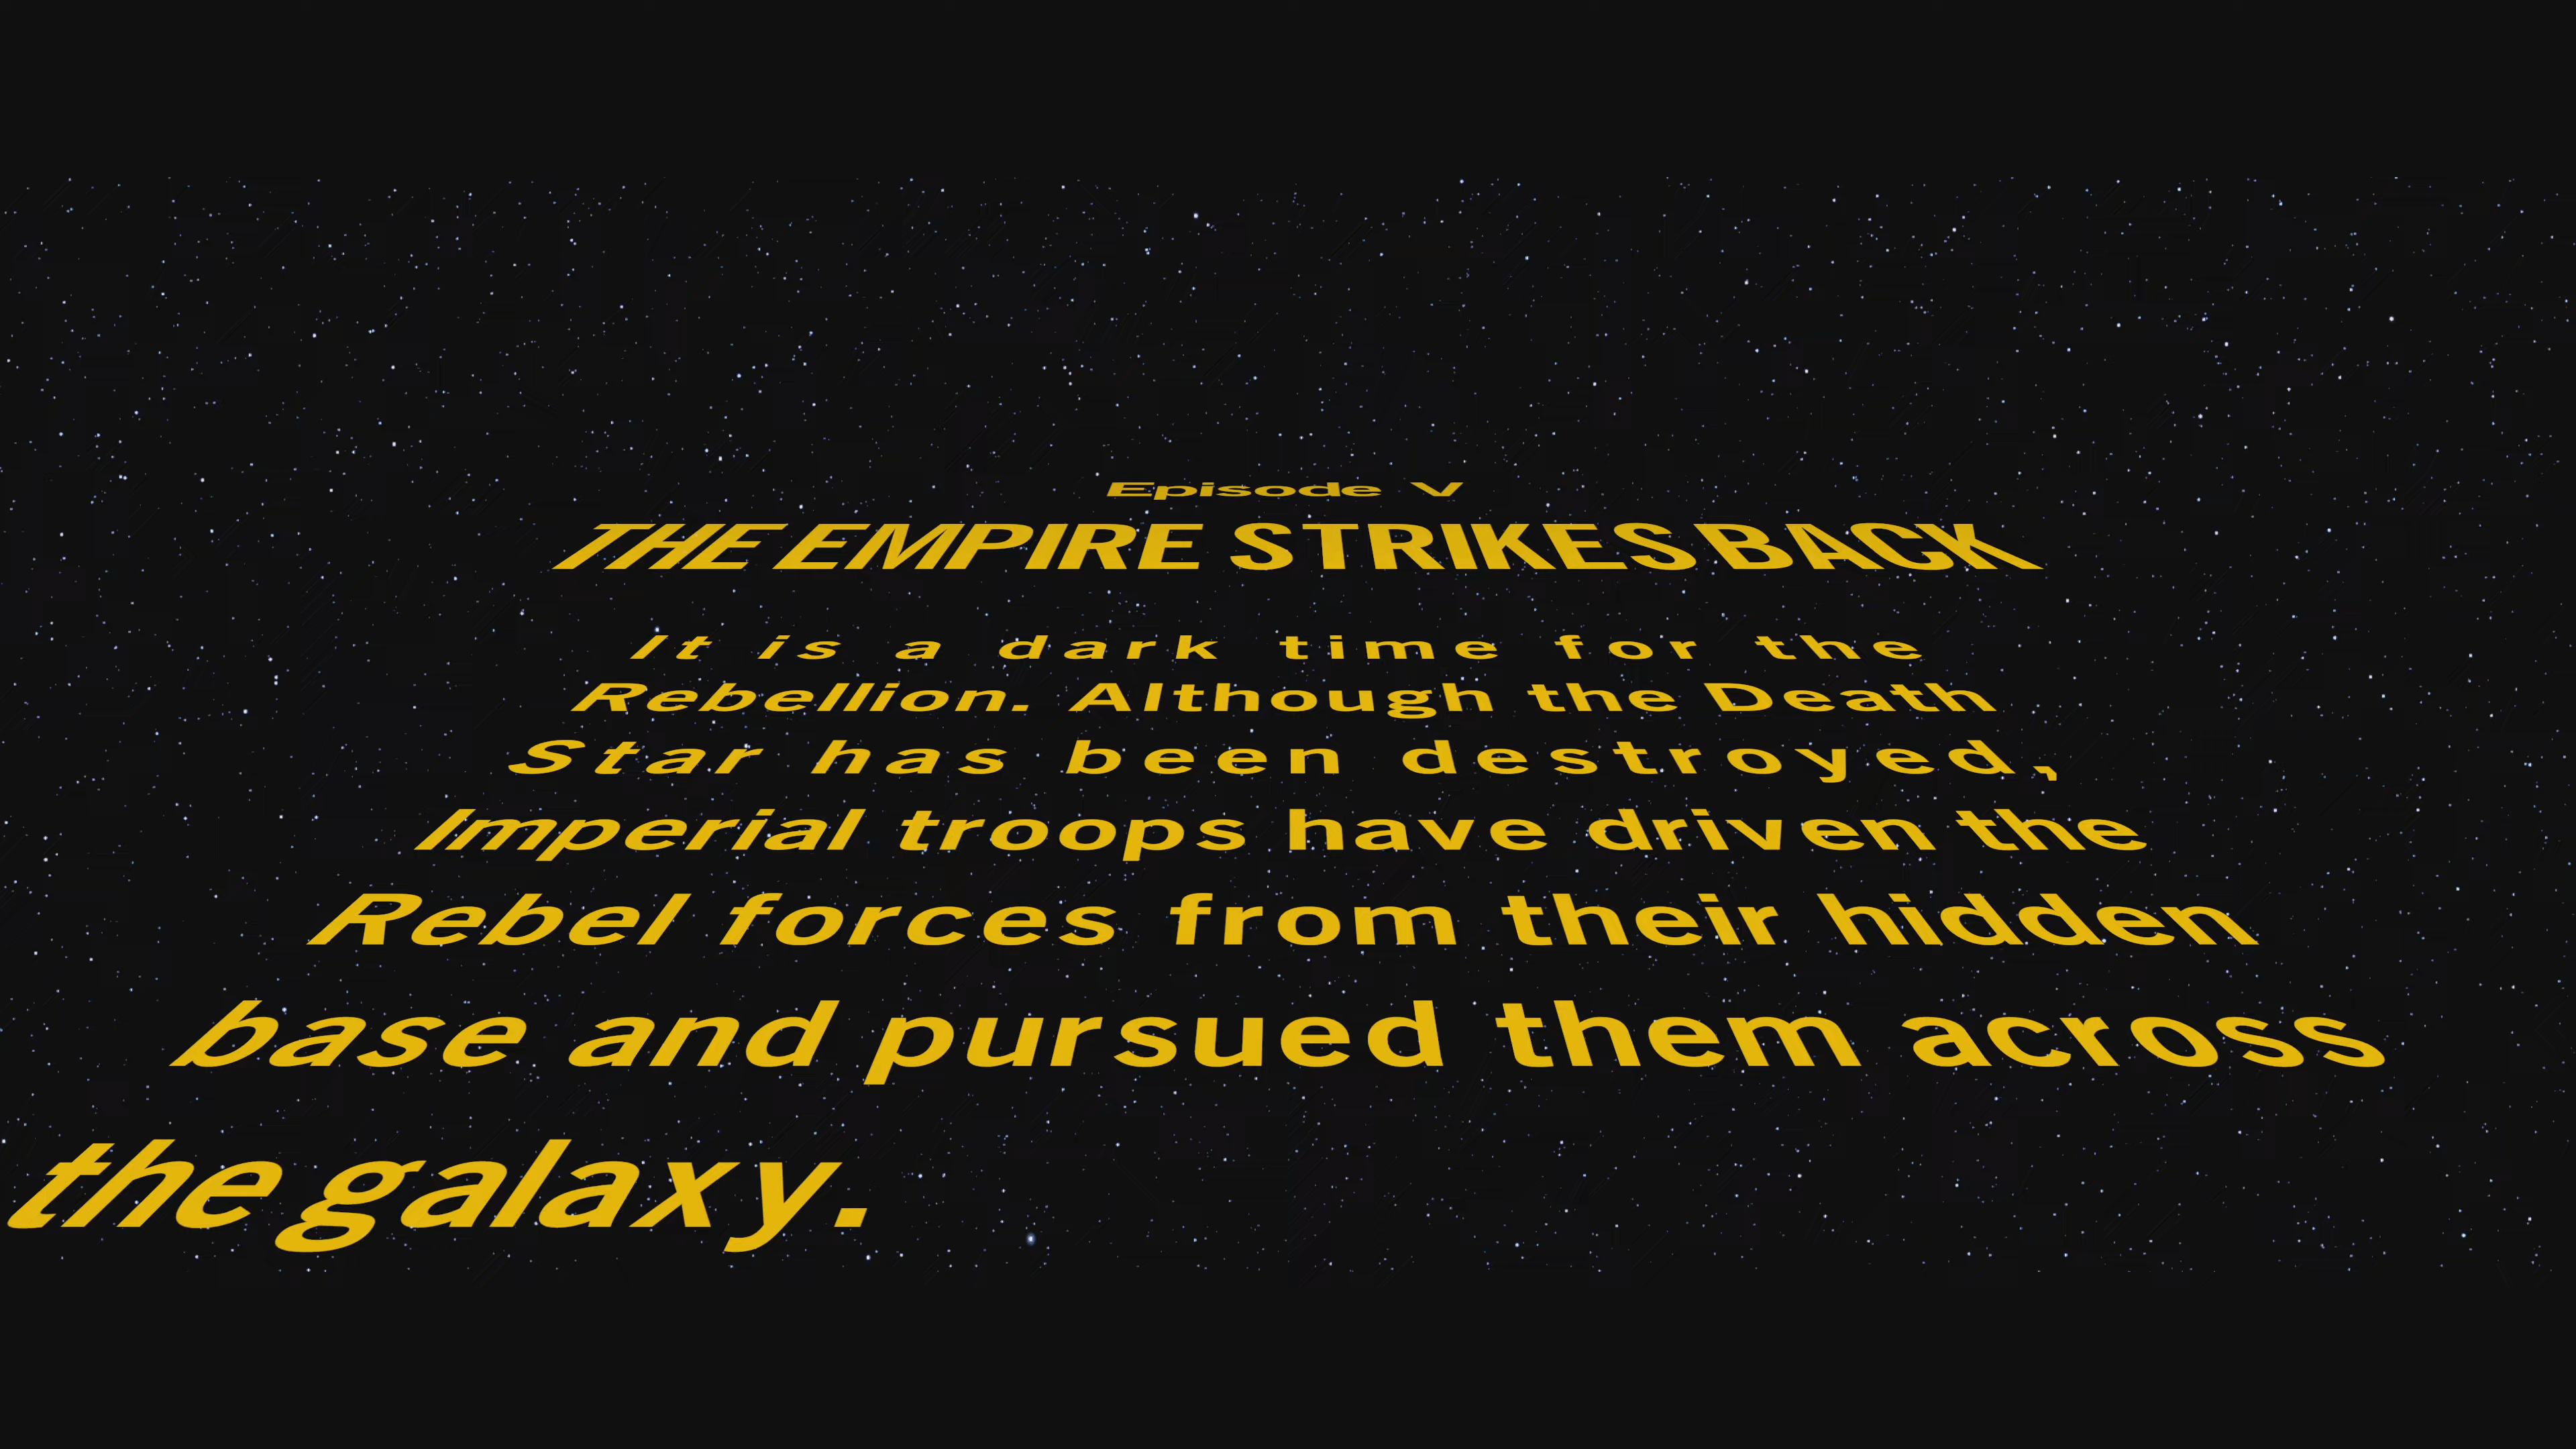 Episode V
THE EMPIRE STRIKES BACK
It is a dark time for the
Rebellion. Although the Death
Star has been destroyed,
Imperial troops have driven the
Rebel forces from their hidden
base and pursued them across
the galaxy.